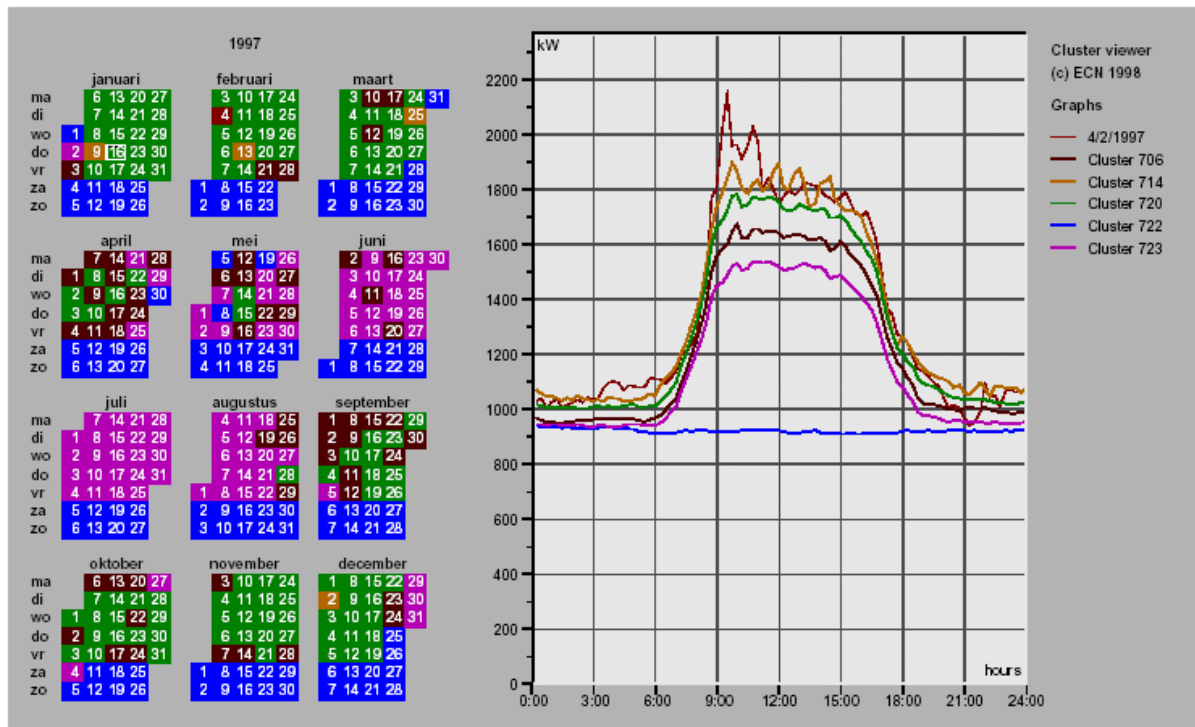 1997
januari februari maart
ma 6 13 20 27 3 10 17 24 3 10 17 24 31
di 7 14 21 28 4 11 18 25 4 11 18 25
wo 1 8 15 22 29 5 12 19 26 5 12 19 26
do 2 9 16 23 30 6 13 20 27 6 13 20 27
vr 3 10 17 24 31 7 14 21 28 7 14 21 28
za 4 11 18 25 1 8 15 22 1 8 15 22 29
zo 5 12 19 26 2 9 16 23 2 9 16 23 30
april mei juni
ma 7 14 21 28 5 12 19 26 2 9 16 23 30
di 1 8 15 22 29 6 13 20 27 3 10 17 24
wo 2 9 16 23 30 7 14 21 28 4 11 18 25
do 3 10 17 24 1 8 15 22 29 5 12 19 26
vr 4 11 18 25 2 9 16 23 30 6 13 20 27
za 5 12 19 26 3 10 17 24 31 7 14 21 28
zo 6 13 20 27 4 11 18 25 1 8 15 22 29
juli augustus september
ma 7 14 21 28 4 11 18 25 1 8 15 22 29
di 1 8 15 22 29 5 12 19 26 2 9 16 23 30
wo 2 9 16 23 30 6 13 20 27 3 10 17 24
do 3 10 17 24 31 7 14 21 28 4 11 18 25
vr 4 11 18 25 1 8 15 22 29 5 12 19 26
za 5 12 19 26 2 9 16 23 30 6 13 20 27
zo 6 13 20 27 3 10 17 24 31 7 14 21 28
oktober november december
ma 6 13 20 27 3 10 17 24 1 8 15 22 29
di 7 14 21 28 4 11 18 25 2 9 16 23 30
wo 1 8 15 22 29 5 12 19 26 3 10 17 24 31
do 2 9 16 23 30 6 13 20 27 4 11 18 25
vr 3 10 17 24 31 7 14 21 28 5 12 19 26
za 4 11 18 25 1 8 15 22 29 6 13 20 27
zo 5 12 19 26 2 9 16 23 30 7 14 21 28
kW
2200
2000
1800
1600
1400
1200
1000
800
600
400
200
0
hours
0:00 3:00 6:00 9:00 12:00 15:00 18:00 21:00 24:00
Cluster viewer
(c) ECN 1998
Graphs
4/2/1997
Cluster 706
Cluster 714
Cluster 720
Cluster 722
Cluster 723